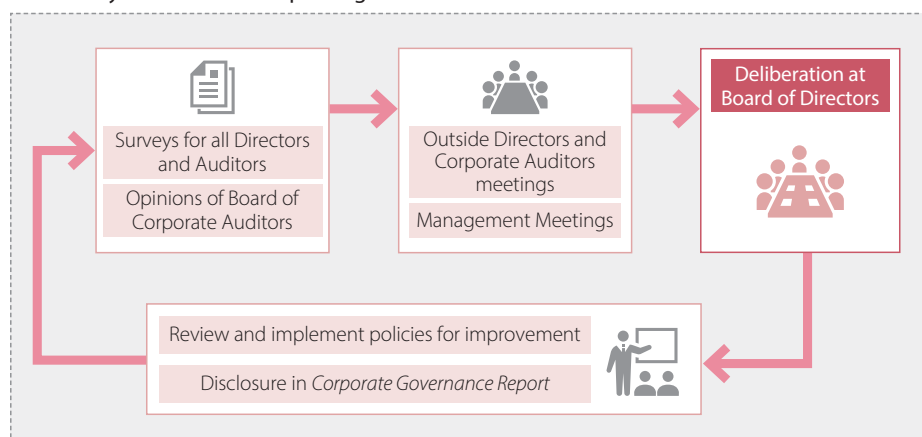 Surveys for all Directors
and Auditors
Opinions of Board of
Corporate Auditors
Outside Directors and
Corporate Auditors
meetings
Management Meetings
Deliberation at
Board of Directors
Review and implement policies for improvement
Disclosure in Corporate Governance Report